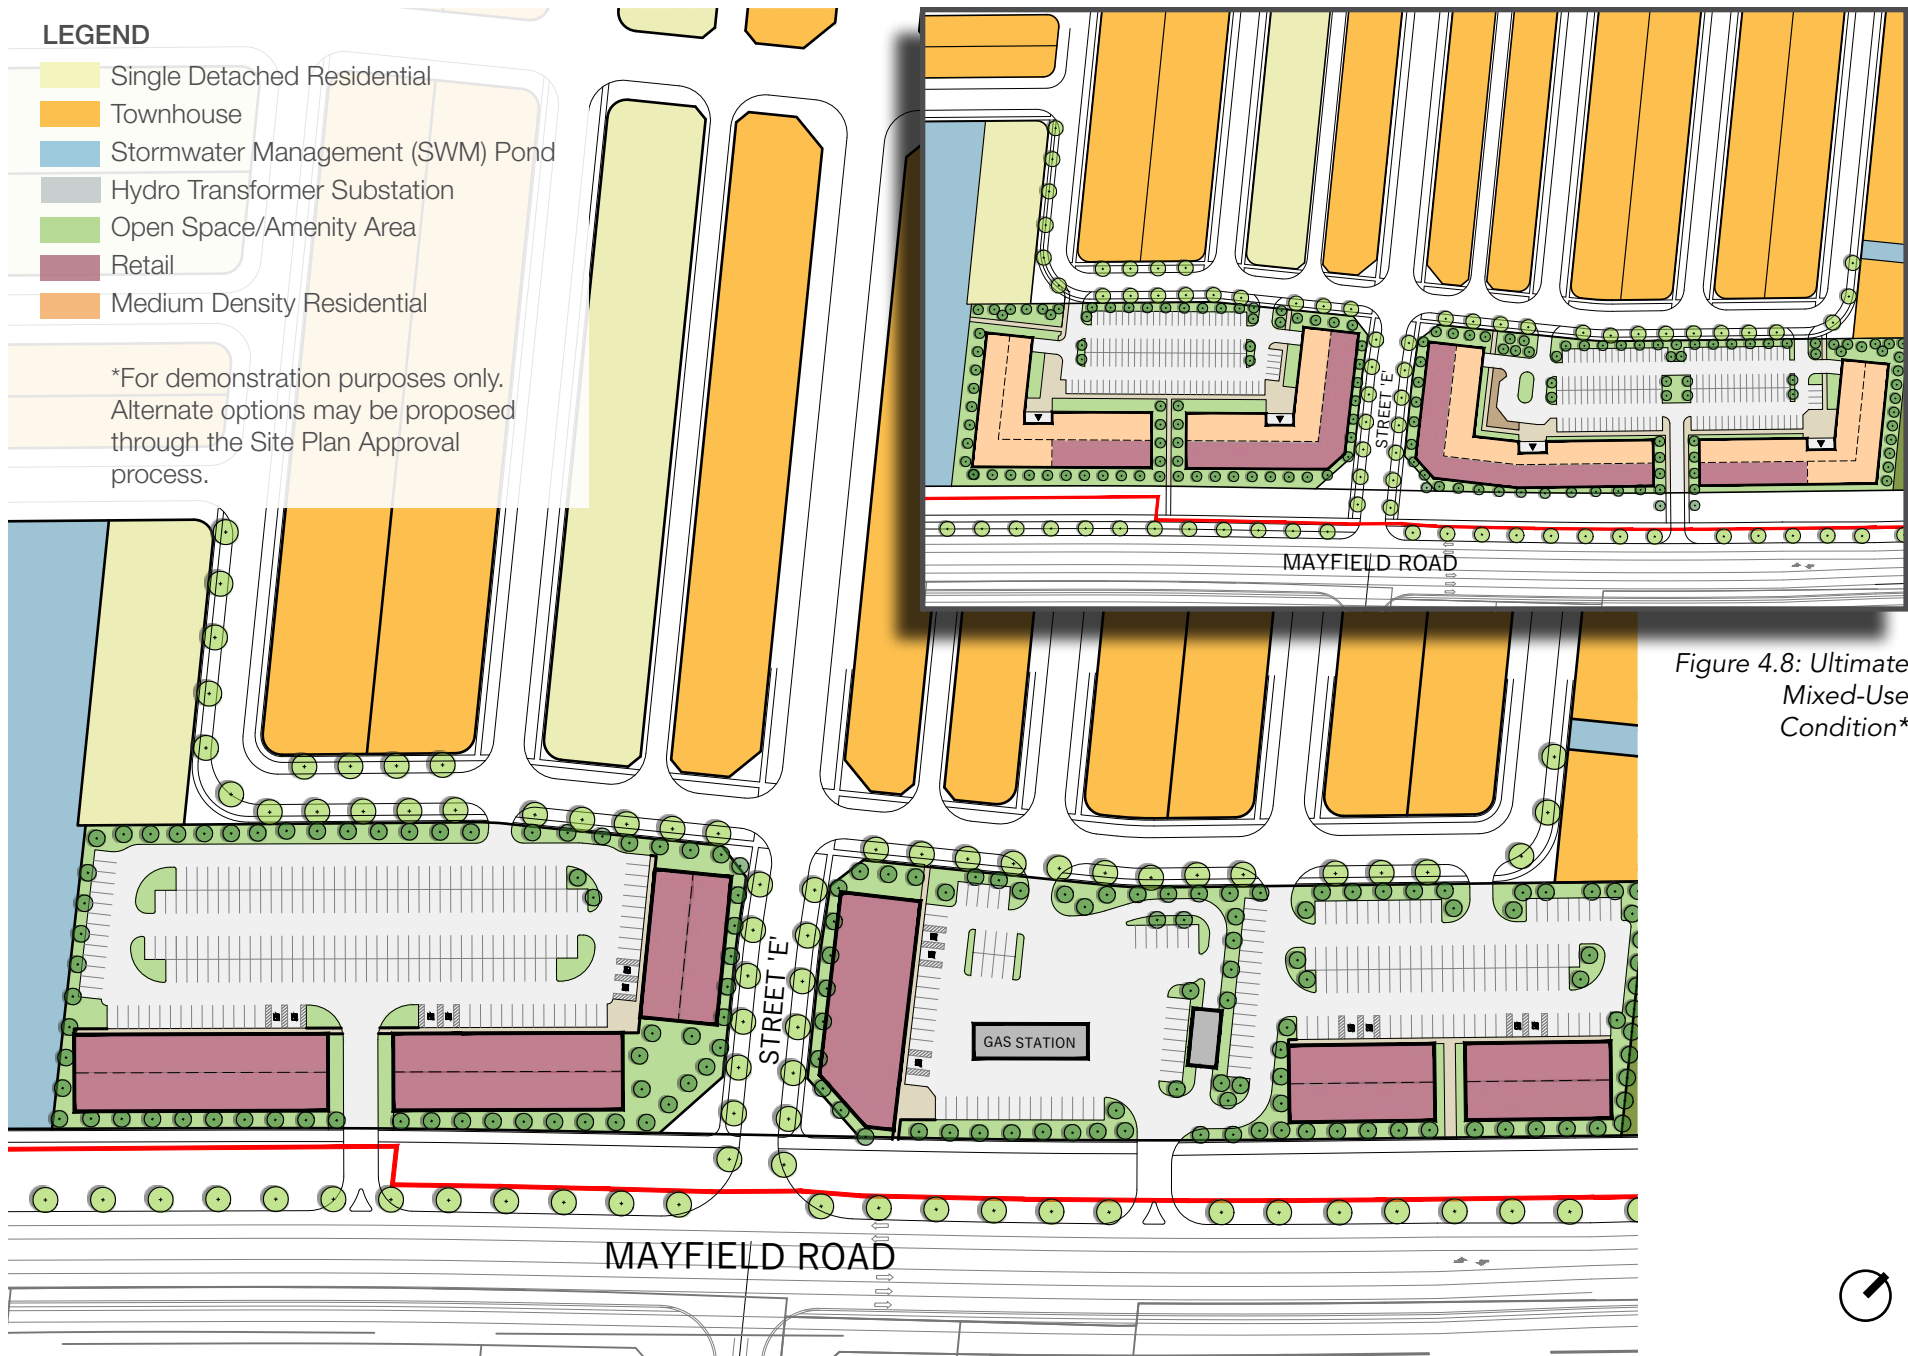 LEGEND
Single Detached Residential
Townhouse
Stormwater Management (SWM) Pond
Hydro Transformer Substation
Open Space/Amenity Area
Retail
Medium Density Residential
*For demonstration purposes only.
Alternate options may be proposed
through the Site Plan Approval
process.
STREET 'E'
MAYFIELD ROAD
Figure 4.8: Ultimate
Mixed-Use
Condition*
STREET 'E'
GAS STATION
MAYFIELD ROAD